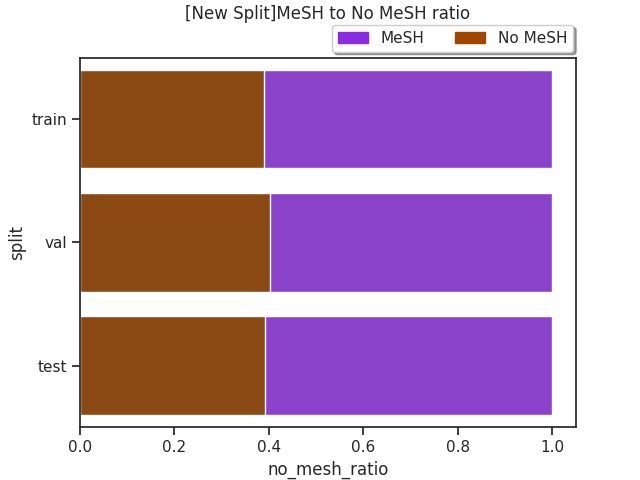 [New Split]MeSH to No MeSH ratio
MeSH No MeSH
train
val
test
split
0.0 0.2 0.4 0.6 0.8 1.0
no_mesh_ratio